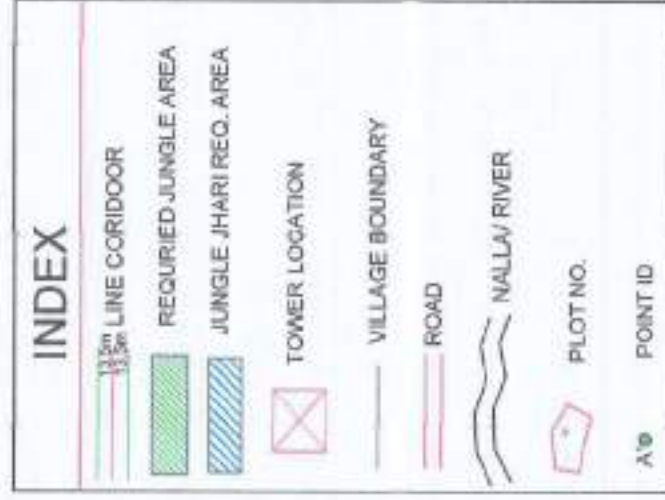 INDEX
13.5m
13.5m
LINE CORIDOOR
REQURIED JUNGLE AREA
JUNGLE JHARI REQ. AREA
TOWER LOCATION
VILLAGE BOUNDARY
ROAD
NALLA/ RIVER
PLOT NO.
A'
POINT ID